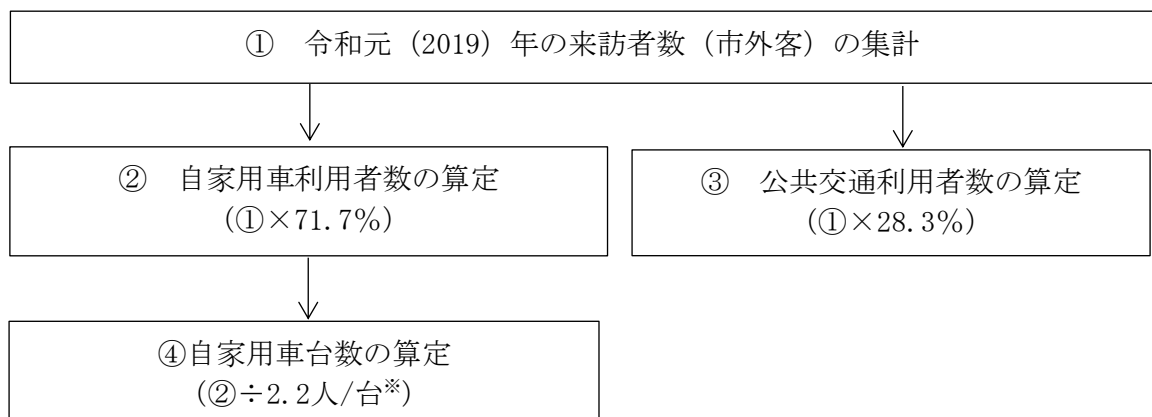 ① 令和元（2019）年の来訪者数（市外客）の集計
② 自家用車利用者数の算定
（①×71.7％）
③ 公共交通利用者数の算定
（①×28.3％）
④自家用車台数の算定
（②÷2.2人/台※）